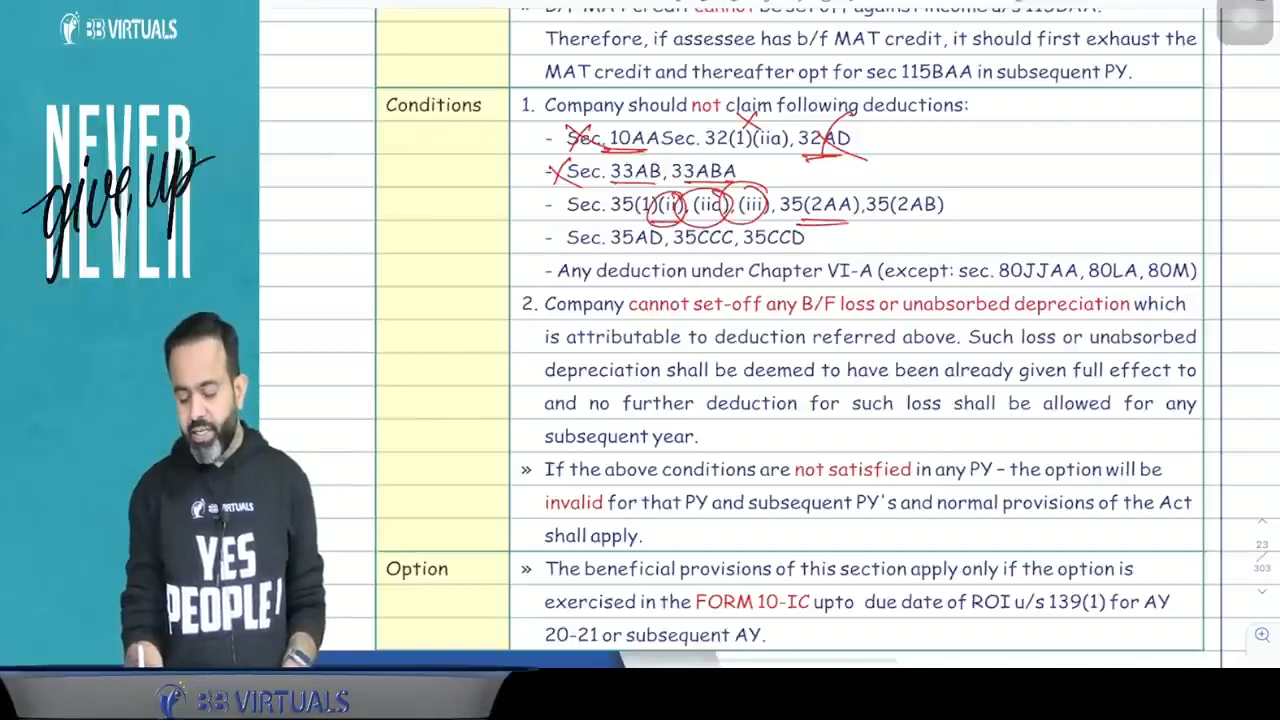 BB VIRTUALS
NEVER
give up
NEVER
BB VIRTUALS
YES
PEOPLE!
Therefore, if assessee has b/f MAT credit, it should first exhaust the
MAT credit and thereafter opt for sec 115BAA in subsequent PY.
Conditions
1. Company should not claim following deductions:
- Sec. 10AASec. 32(1)(iia), 32AD
- Sec. 33AB, 33ABA
- Sec. 35(1)(ii), (iia), (iii), 35(2AA),35(2AB)
- Sec. 35AD, 35CCC, 35CCD
- Any deduction under Chapter VI-A (except: sec. 80JJAA, 80LA, 80M)
2. Company cannot set-off any B/F loss or unabsorbed depreciation which
is attributable to deduction referred above. Such loss or unabsorbed
depreciation shall be deemed to have been already given full effect to
and no further deduction for such loss shall be allowed for any
subsequent year.
» If the above conditions are not satisfied in any PY – the option will be
invalid for that PY and subsequent PY's and normal provisions of the Act
shall apply.
Option
» The beneficial provisions of this section apply only if the option is
exercised in the FORM 10-IC upto due date of ROI u/s 139(1) for AY
20-21 or subsequent AY.
23
303
BB VIRTUALS